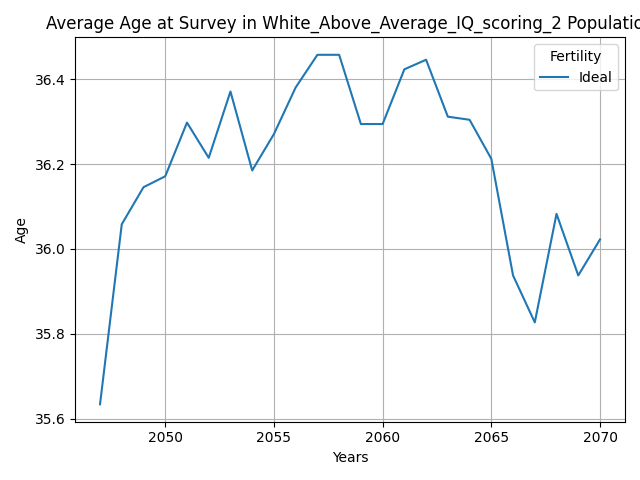 Average Age at Survey in White_Above_Average_IQ_scoring_2 Populatio
Fertility
Ideal
36.4
36.2
36.0
35.8
35.6
Age
2050 2055 2060 2065 2070
Years